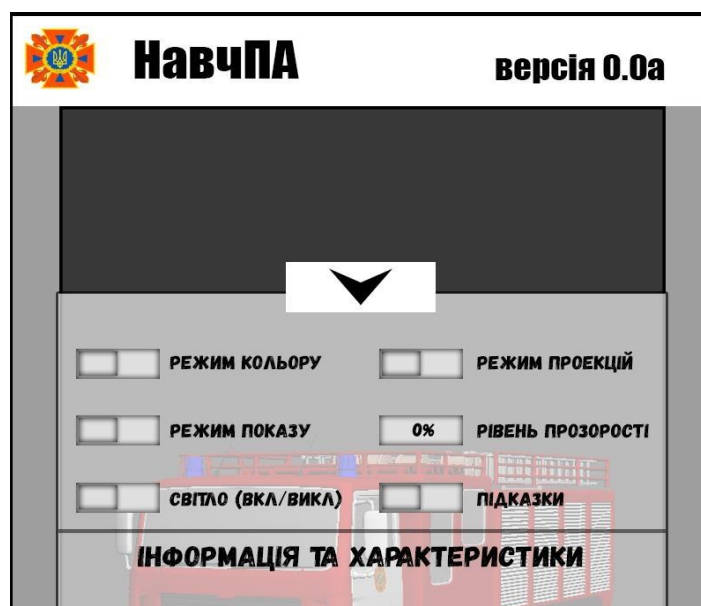 НавчПА
версія 0.0а
РЕЖИМ КОЛЬОРУ
РЕЖИМ ПРОЕКЦІЙ
РЕЖИМ ПОКАЗУ
0% РІВЕНЬ ПРОЗОРОСТІ
СВІТЛО (ВКЛ/ВИКЛ)
ПІДКАЗКИ
ІНФОРМАЦІЯ ТА ХАРАКТЕРИСТИКИ